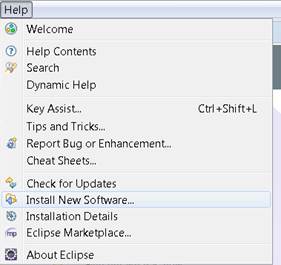 Help
Welcome
Help Contents
Search
Dynamic Help
Key Assist... Ctrl+Shift+L
Tips and Tricks...
Report Bug or Enhancement...
Cheat Sheets...
Check for Updates
Install New Software...
Installation Details
Eclipse Marketplace...
About Eclipse